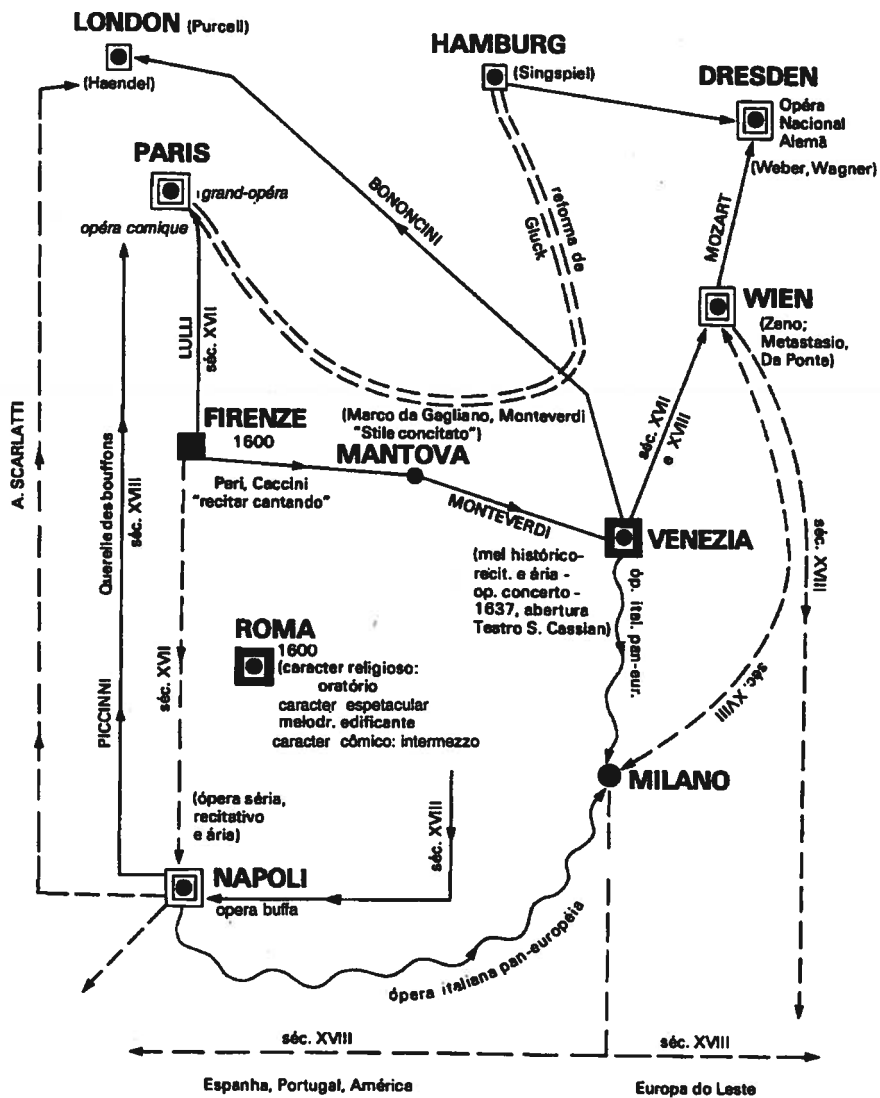 LONDON (Purcell)
(Haendel)
HAMBURG
(Singspiel)
DRESDEN
Opéra
Nacional
Alemã
(Weber, Wagner)
PARIS
grand-opéra
opéra comique
BONONCINI
reforma de
Gluck
MOZART
WIEN
(Zeno;
Metastasio,
Da Ponte)
LULLI
séc. XVII
FIRENZE
1600
(Marco da Gagliano, Monteverdi
"Stile concitato")
MANTOVA
Peri, Caccini
"recitar cantando"
MONTEVERDI
séc. XVII
e XVIII
VENEZIA
(mel histórico-
recit. e ária -
op. concerto -
1637, abertura
Teatro S. Cassian)
óp. ital. pan-eur.
séc. XVIII
séc. XVIII
A. SCARLATTI
Querelle des bouffons
séc. XVIII
PICCINNI
séc. XVII
ROMA
1600
(caracter religioso:
oratório
caracter espetacular
melodr. edificante
caracter cômico: intermezzo
MILANO
(ópera séria,
recitativo
e ária)
séc. XVIII
NAPOLI
opera buffa
ópera italiana pan-européia
séc. XVIII
séc. XVIII
Espanha, Portugal, América
Europa do Leste